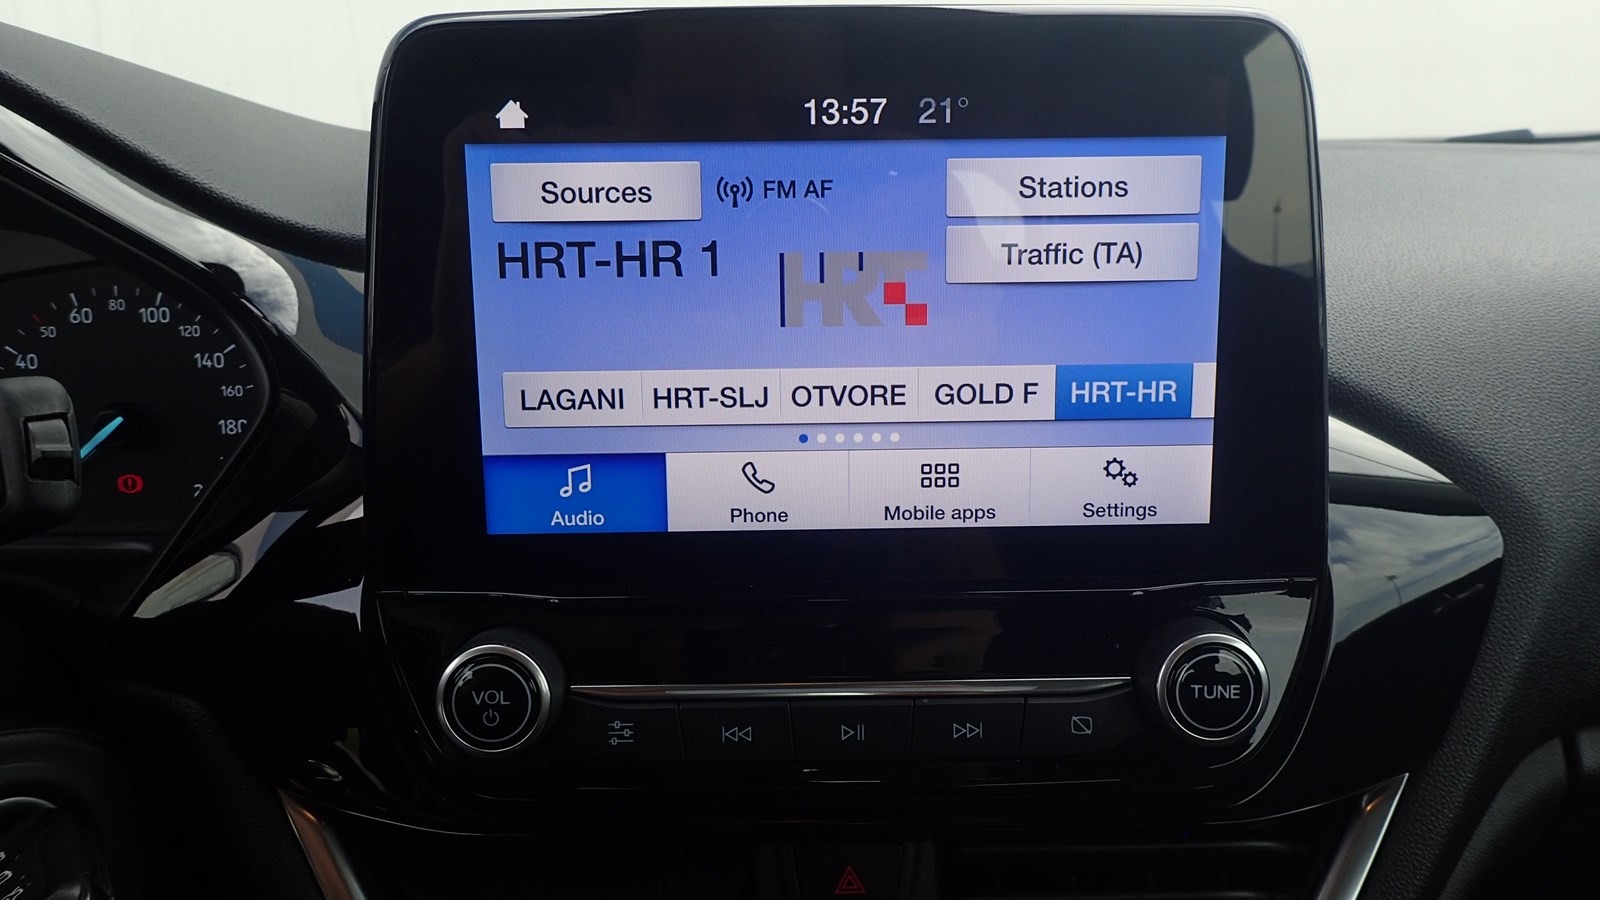 13:57 21°
Sources FM AF Stations
HRT-HR 1 HRT Traffic (TA)
LAGANI HRT-SLJ OTVORE GOLD F HRT-HR
Audio Phone Mobile apps Settings
VOL TUNE
40 50 60 80 100 120 140 160 180